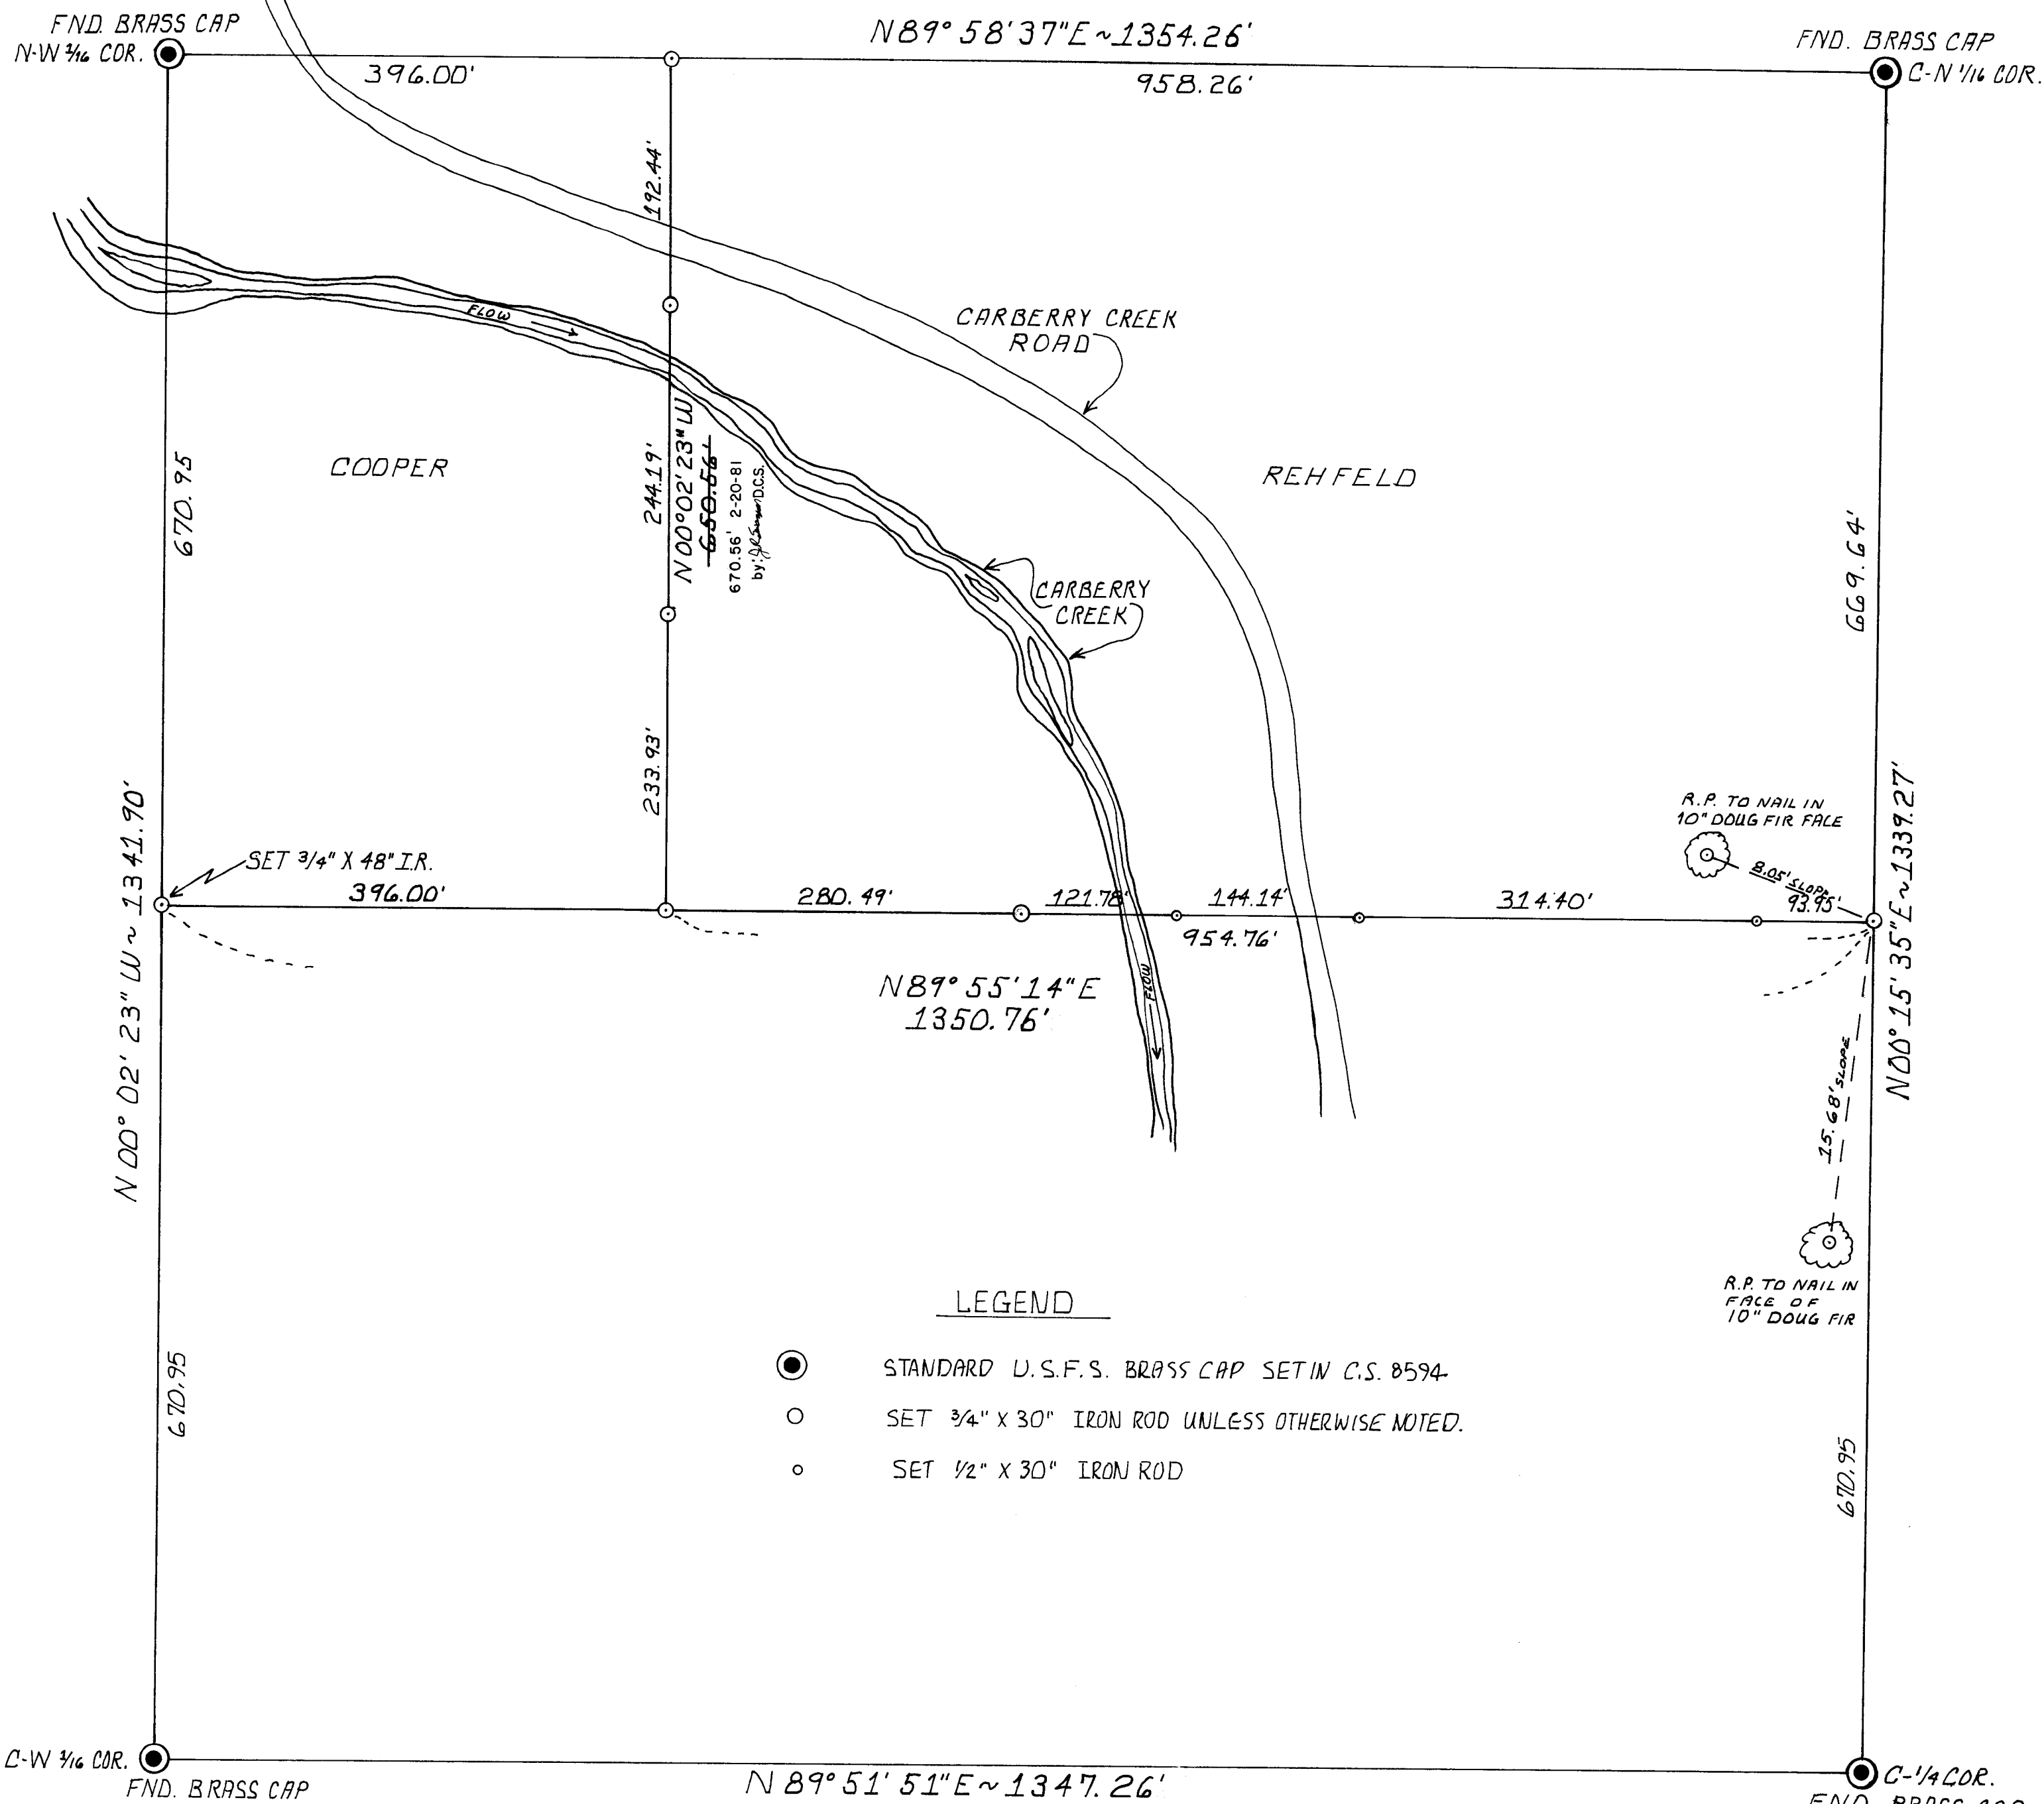 FND. BRASS CAP
N-W 1/16 COR.
N89° 58' 37"E ~ 1354.26'
FND. BRASS CAP
C-N 1/16 COR.
396.00'
958.26'
192.44'
FLOW
CARBERRY CREEK
ROAD
COOPER
REHFELD
670.95
244.19'
N 00° 02' 23" W
650.56'
670.56' 2-20-81
by: D.C.S.
669.64'
CARBERRY
CREEK
233.93'
N 00° 02' 23" W ~ 1341.90'
R.P. TO NAIL IN
10" DOUG FIR FACE
8.05' SLOPE
N00° 15' 35"E ~ 1339.27'
SET 3/4" X 48" I.R.
396.00'
280.49'
121.78'
144.14'
314.40'
93.95'
954.76'
N89° 55' 14"E
1350.76'
FLOW
15.68' SLOPE
R.P. TO NAIL IN
FACE OF
10" DOUG FIR
LEGEND
STANDARD U.S.F.S. BRASS CAP SET IN C.S. 8594
SET 3/4" X 30" IRON ROD UNLESS OTHERWISE NOTED.
SET 1/2" X 30" IRON ROD
670.95
670.95
C-W 1/16 COR.
FND. BRASS CAP
N 89° 51' 51"E ~ 1347.26'
C-1/4 COR.
FND. BRASS CAP